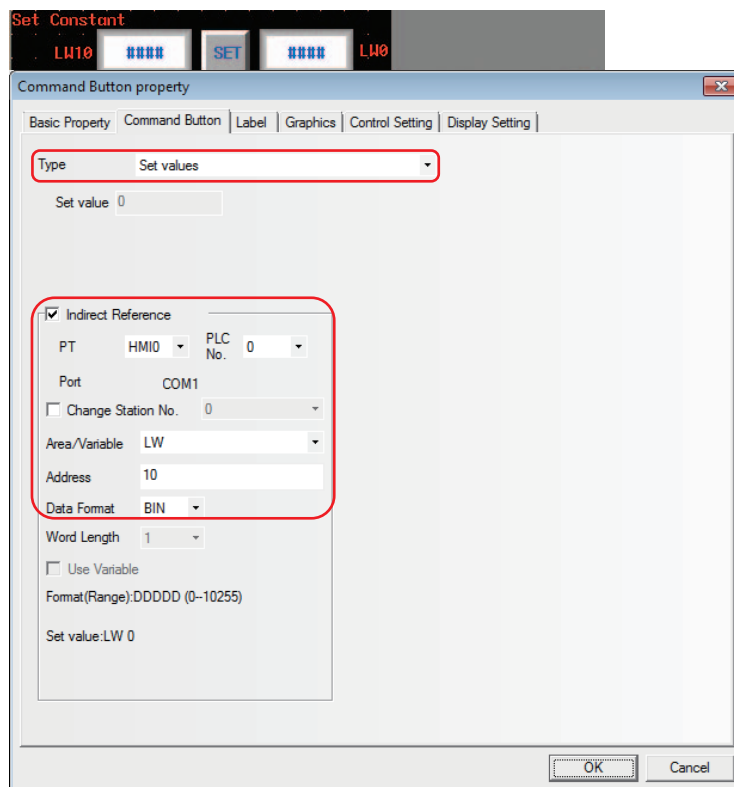 Set Constant
LW10 #### SET #### LW0
Command Button property
Basic Property Command Button Label Graphics Control Setting Display Setting
Type Set values
Set value 0
Indirect Reference
PT HMI0 PLC No. 0
Port COM1
Change Station No. 0
Area/Variable LW
Address 10
Data Format BIN
Word Length 1
Use Variable
Format(Range):DDDDD (0--10255)
Set value:LW 0
OK Cancel